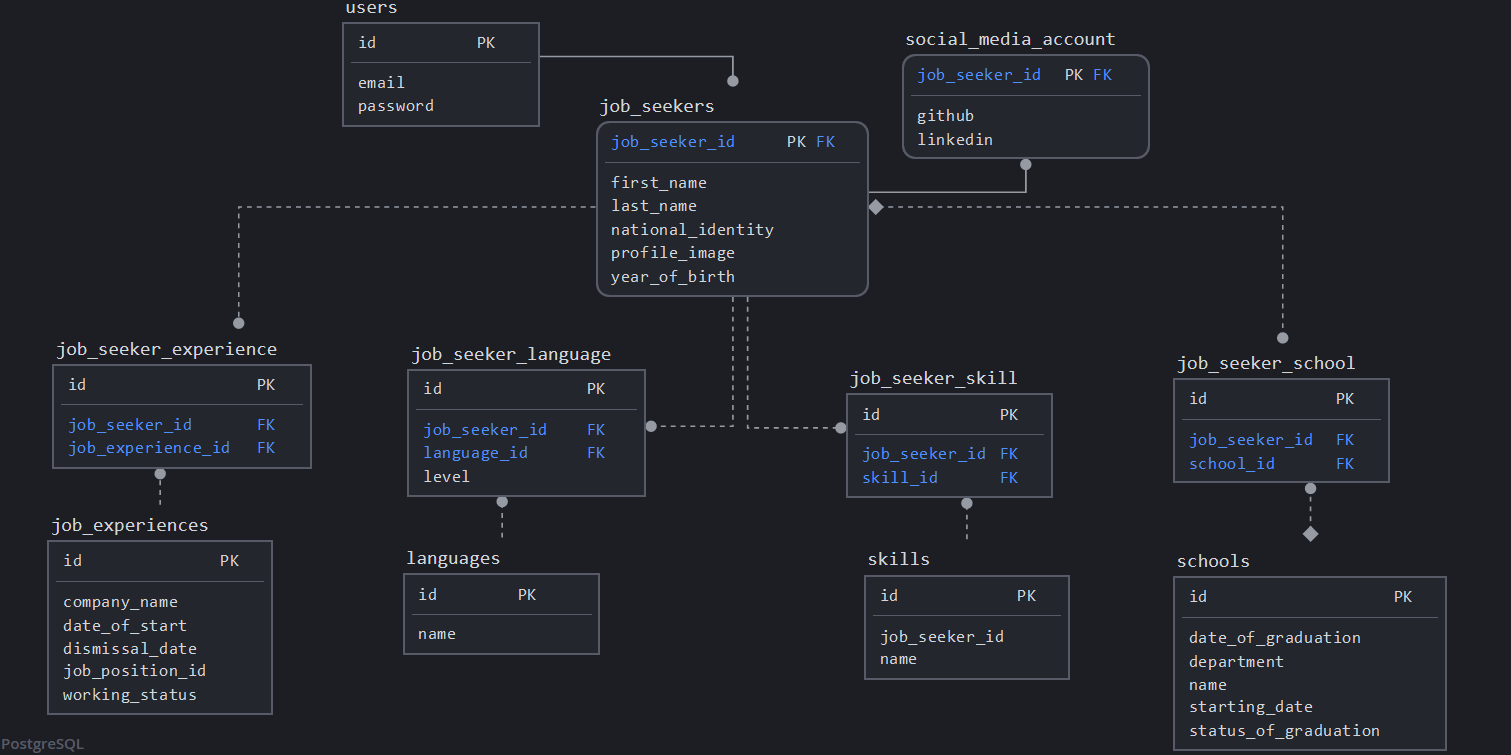 users
id PK
email
password
social_media_account
job_seeker_id PK FK
github
linkedin
job_seekers
job_seeker_id PK FK
first_name
last_name
national_identity
profile_image
year_of_birth
job_seeker_experience
id PK
job_seeker_id FK
job_experience_id FK
job_seeker_language
id PK
job_seeker_id FK
language_id FK
level
job_seeker_skill
id PK
job_seeker_id FK
skill_id FK
job_seeker_school
id PK
job_seeker_id FK
school_id FK
job_experiences
id PK
company_name
date_of_start
dismissal_date
job_position_id
working_status
languages
id PK
name
skills
id PK
job_seeker_id
name
schools
id PK
date_of_graduation
department
name
starting_date
status_of_graduation
PostgreSQL